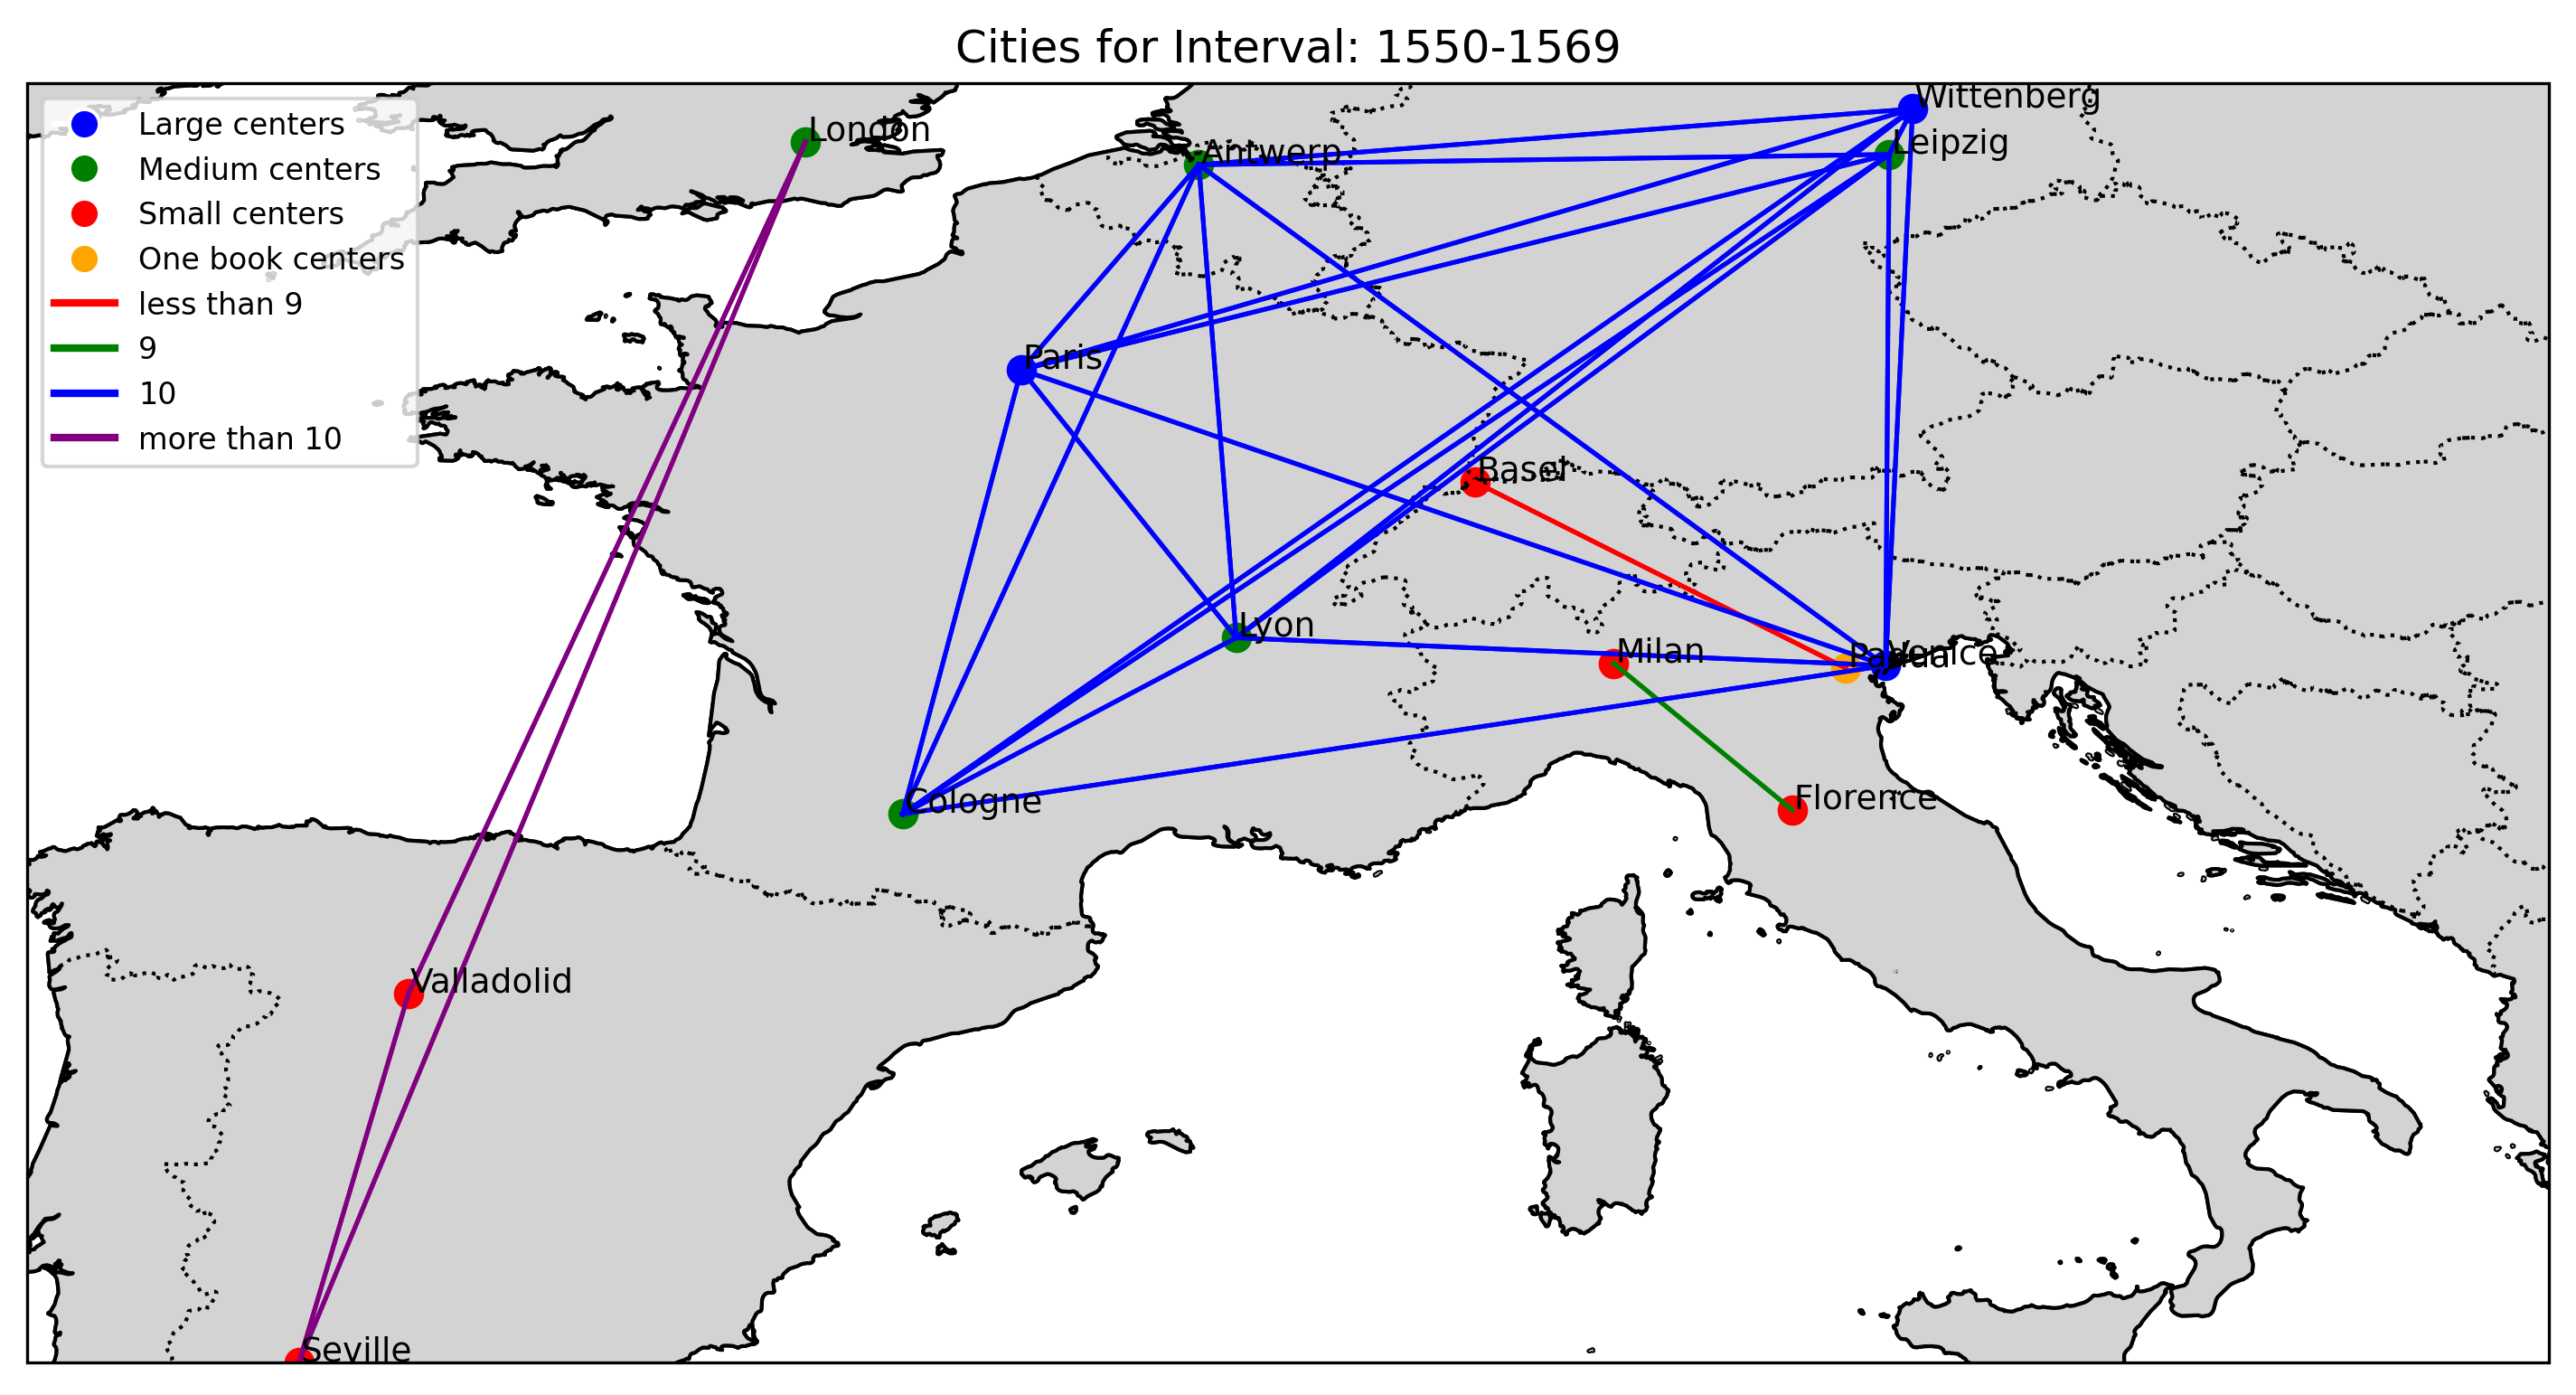 Cities for Interval: 1550-1569
Large centers
Medium centers
Small centers
One book centers
less than 9
9
10
more than 10
Wittenberg
London
Leipzig
Antwerp
Paris
Basel
Lyon
Milan
Padua
Venice
Florence
Cologne
Valladolid
Seville